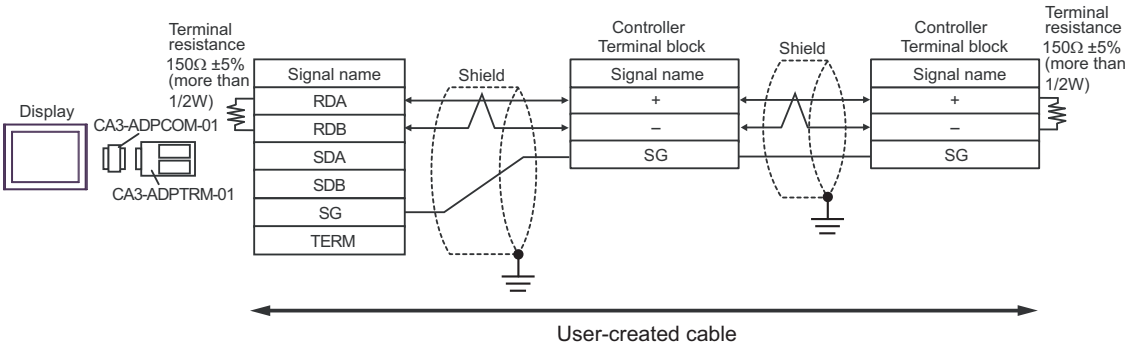 Terminal
resistance
150Ω ±5%
(more than
1/2W)
Display
CA3-ADPCOM-01
CA3-ADPTRM-01
Signal name
RDA
RDB
SDA
SDB
SG
TERM
Shield
Controller
Terminal block
Signal name
+
–
SG
Shield
Controller
Terminal block
Signal name
+
–
SG
Terminal
resistance
150Ω ±5%
(more than
1/2W)
User-created cable